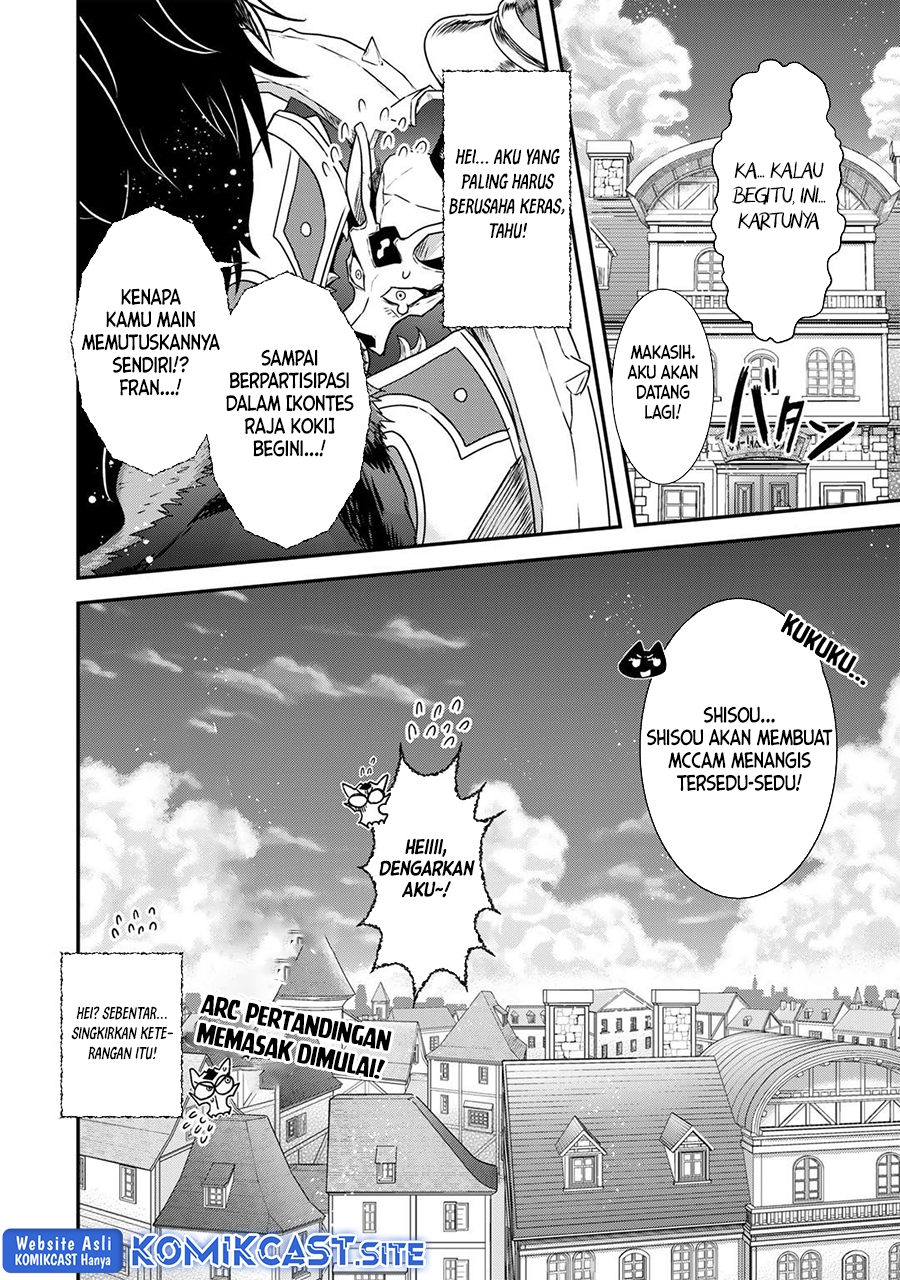 KA... KALAU
BEGITU, INI...
KARTUNYA
MAKASIH.
AKU AKAN
DATANG
LAGI!
バタン
HEI... AKU YANG
PALING HARUS
BERUSAHA KERAS,
TAHU!
SAMPAI
BERPARTISIPASI
DALAM [KONTES
RAJA KOKI]
BEGINI...!
KENAPA
KAMU MAIN
MEMUTUSKANNYA
SENDIRI!?
FRAN...!
KUKUKU...
SHISOU...
SHISOU AKAN MEMBUAT
MCCAM MENANGIS
TERSEDU-SEDU!
HEIIII,
DENGARKAN
AKU~!
ARC PERTANDINGAN
MEMASAK DIMULAI!
HEI? SEBENTAR...
SINGKIRKAN KETE-
RANGAN ITU!
Website Asli
KOMIKCAST Hanya
KOMIKCAST.SITE